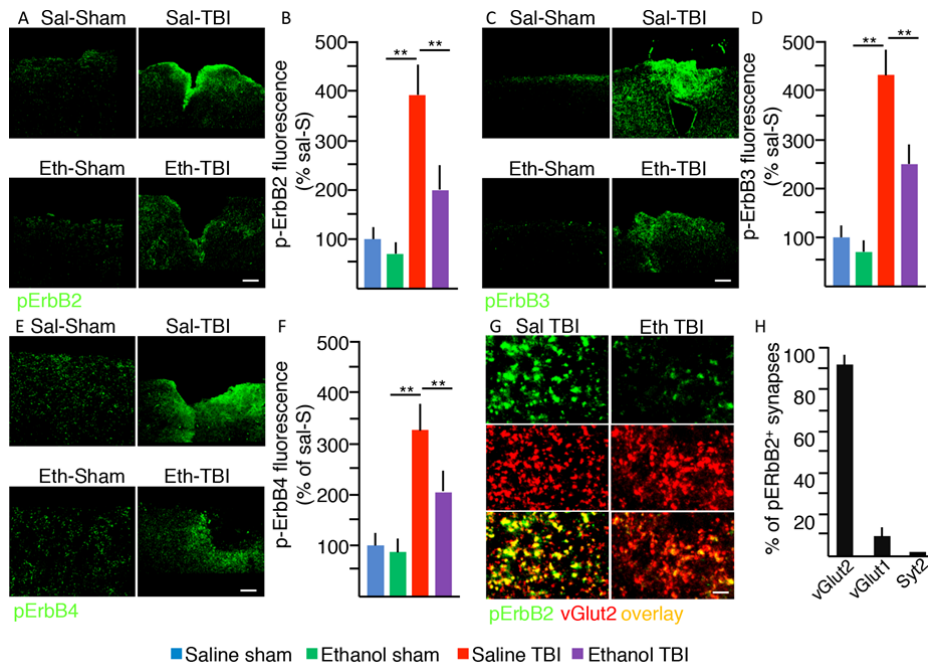 A Sal-Sham Sal-TBI
Eth-Sham Eth-TBI
pErbB2
B
p-ErbB2 fluorescence
(% sal-S)
500
400
300
200
100
** **
C Sal-Sham Sal-TBI
Eth-Sham Eth-TBI
pErbB3
D
p-ErbB3 fluorescence
(% sal-S)
500
400
300
200
100
** **
E Sal-Sham Sal-TBI
Eth-Sham Eth-TBI
pErbB4
F
p-ErbB4 fluorescence
(% of sal-S)
500
400
300
200
100
** **
G Sal TBI Eth TBI
pErbB2 vGlut2 overlay
H
% of pERbB2+ synapses
100
80
60
40
20
vGlut2
vGlut1
Syt2
Saline sham Ethanol sham Saline TBI Ethanol TBI